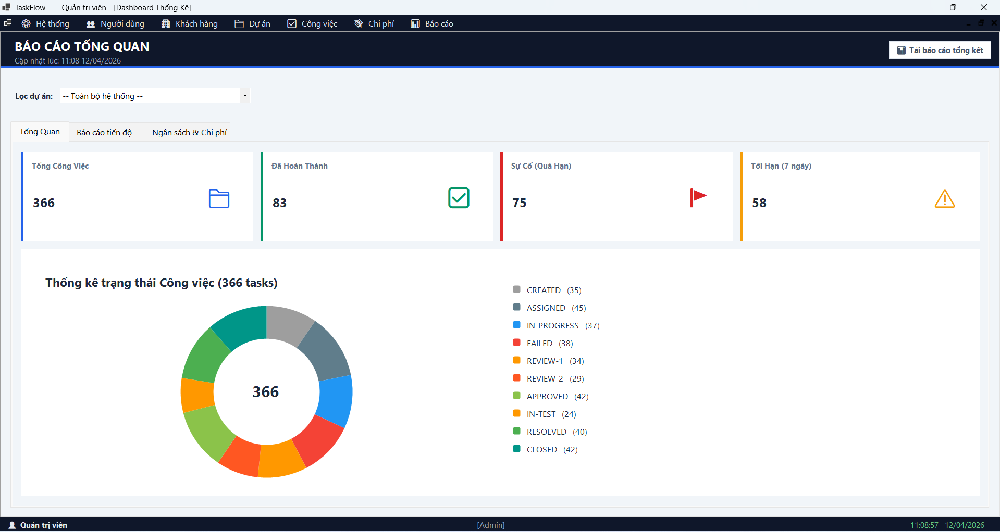 TaskFlow — Quản trị viên - [Dashboard Thống Kê]
Hệ thống Người dùng Khách hàng Dự án Công việc Chi phí Báo cáo
BÁO CÁO TỔNG QUAN
Cập nhật lúc: 11:08 12/04/2026
Tải báo cáo tổng kết
Lọc dự án: -- Toàn bộ hệ thống --
Tổng Quan Báo cáo tiến độ Ngân sách & Chi phí
Tổng Công Việc
366
Đã Hoàn Thành
83
Sự Cố (Quá Hạn)
75
Tới Hạn (7 ngày)
58
Thống kê trạng thái Công việc (366 tasks)
366
CREATED (35)
ASSIGNED (45)
IN-PROGRESS (37)
FAILED (38)
REVIEW-1 (34)
REVIEW-2 (29)
APPROVED (42)
IN-TEST (24)
RESOLVED (40)
CLOSED (42)
Quản trị viên [Admin] 11:08:57 12/04/2026